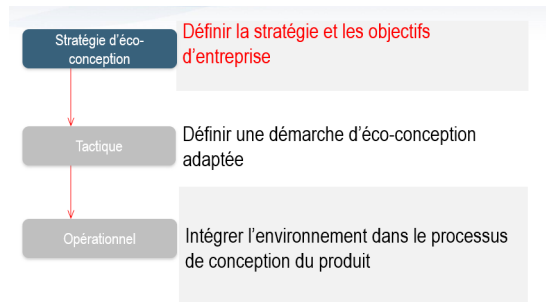 Stratégie d'éco-
conception
Définir la stratégie et les objectifs
d'entreprise
Tactique
Définir une démarche d'éco-conception
adaptée
Opérationnel
Intégrer l'environnement dans le processus
de conception du produit